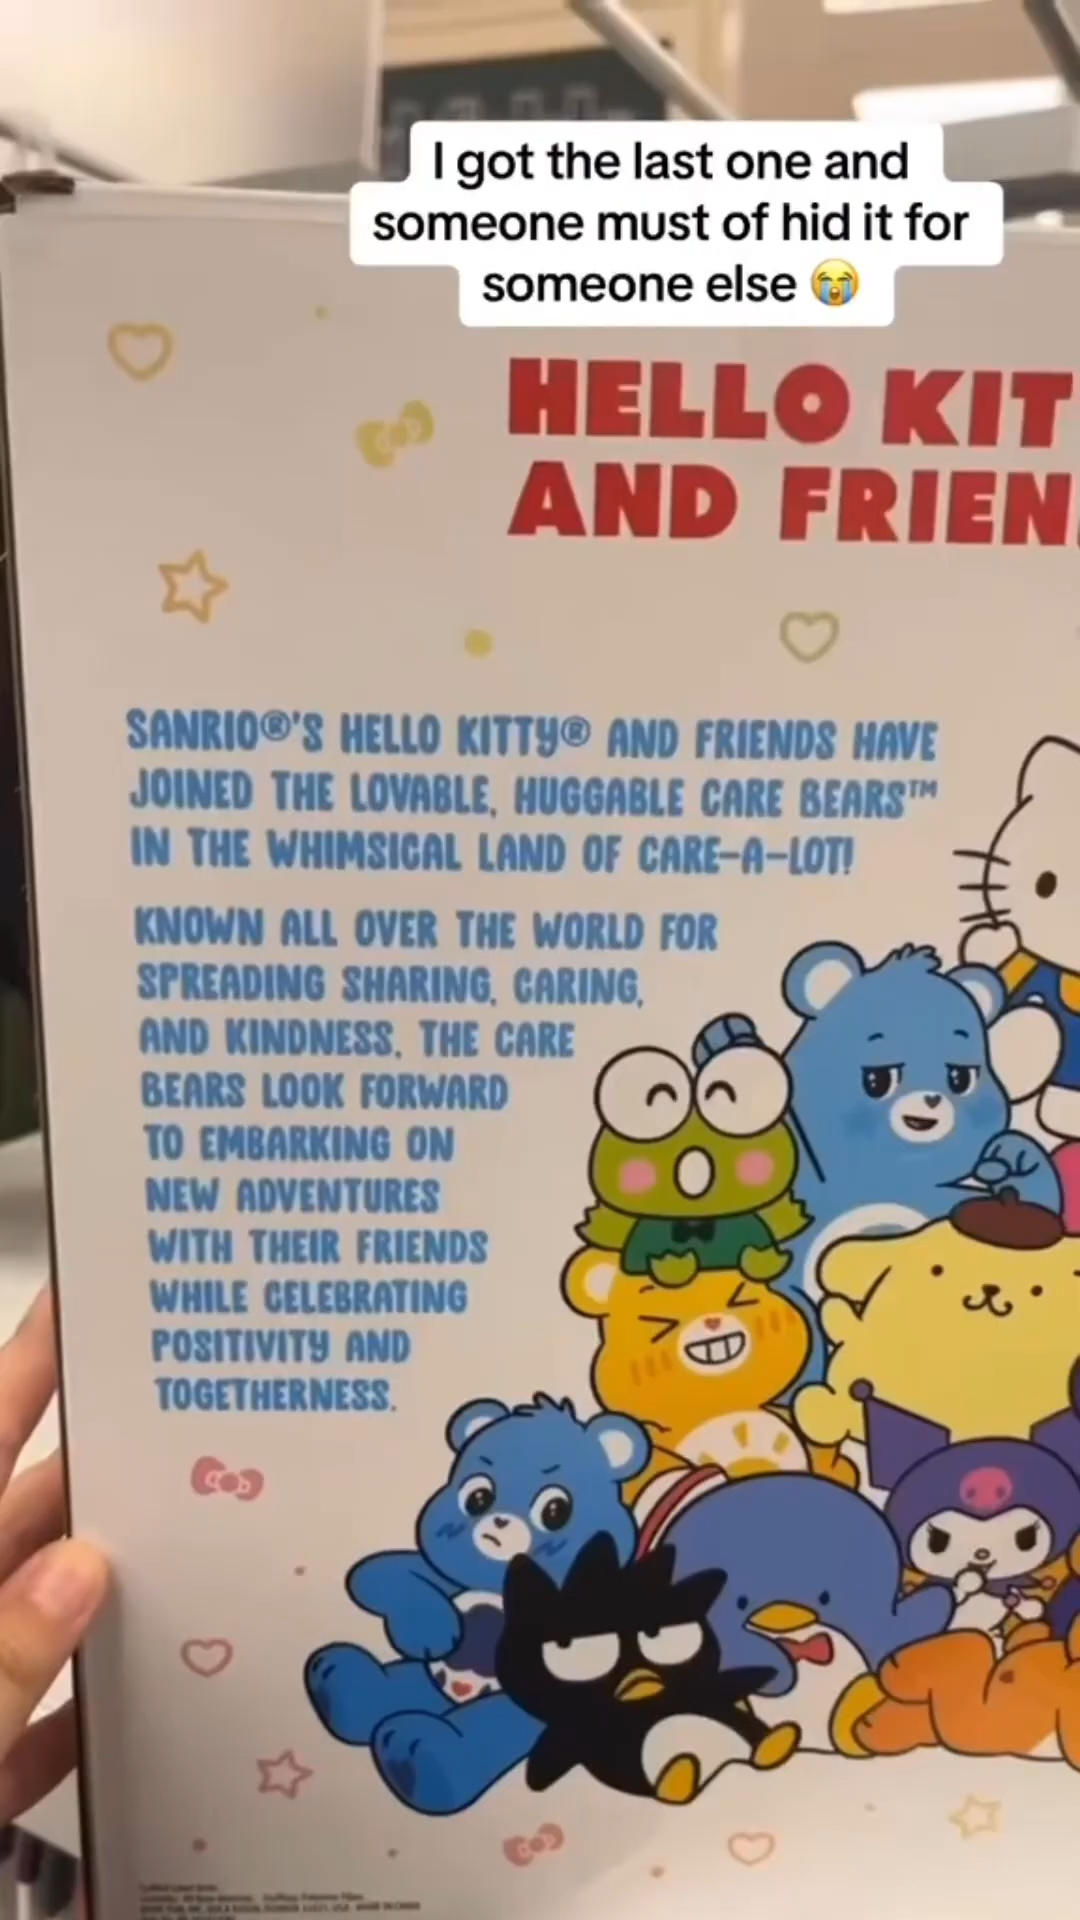 I got the last one and
someone must of hid it for
someone else 😭
HELLO KIT
AND FRIEN
SANRIO®'S HELLO KITTY® AND FRIENDS HAVE
JOINED THE LOVABLE, HUGGABLE CARE BEARS™
IN THE WHIMSICAL LAND OF CARE-A-LOT!
KNOWN ALL OVER THE WORLD FOR
SPREADING SHARING, CARING,
AND KINDNESS, THE CARE
BEARS LOOK FORWARD
TO EMBARKING ON
NEW ADVENTURES
WITH THEIR FRIENDS
WHILE CELEBRATING
POSITIVITY AND
TOGETHERNESS.